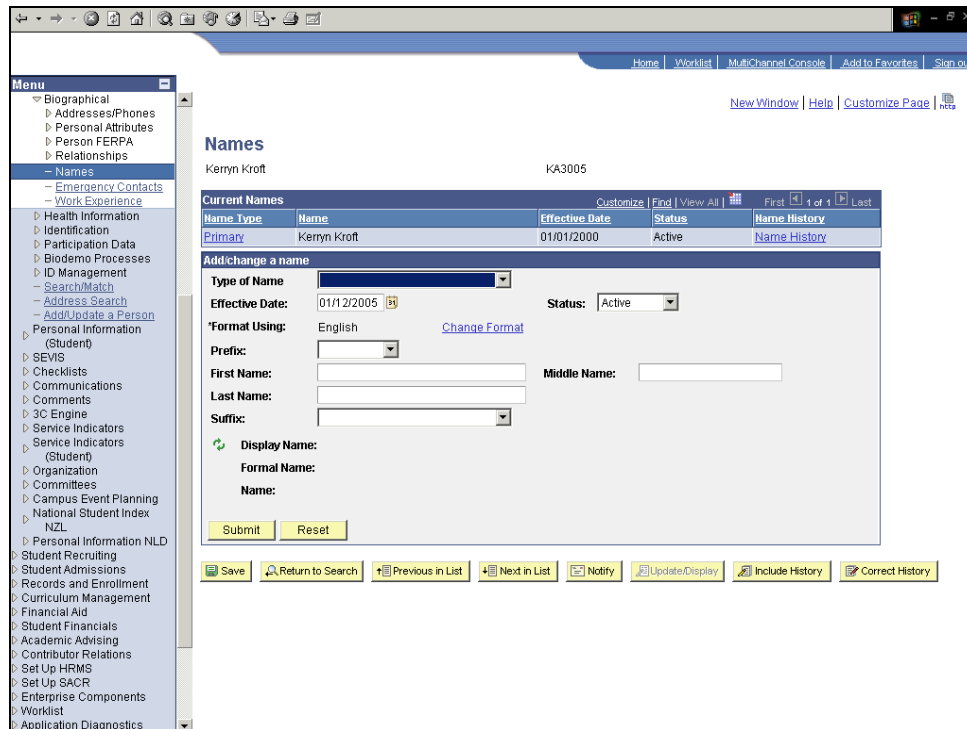 Home | Worklist | MultiChannel Console | Add to Favorites | Sign ou
Menu
Biographical
Addresses/Phones
Personal Attributes
Person FERPA
Relationships
– Names
– Emergency Contacts
– Work Experience
Health Information
Identification
Participation Data
Biodemo Processes
ID Management
– Search/Match
– Address Search
– Add/Update a Person
Personal Information
(Student)
SEVIS
Checklists
Communications
Comments
3C Engine
Service Indicators
Service Indicators
(Student)
Organization
Committees
Campus Event Planning
National Student Index
NZL
Personal Information NLD
Student Recruiting
Student Admissions
Records and Enrollment
Curriculum Management
Financial Aid
Student Financials
Academic Advising
Contributor Relations
Set Up HRMS
Set Up SACR
Enterprise Components
Worklist
Application Diagnostics
New Window | Help | Customize Page | http
Names
Kerryn Kroft KA3005
Current Names Customize | Find | View All | First 1 of 1 Last
Name Type Name Effective Date Status Name History
Primary Kerryn Kroft 01/01/2000 Active Name History
Add/change a name
Type of Name
Effective Date: 01/12/2005 31 Status: Active
*Format Using: English Change Format
Prefix:
First Name: Middle Name:
Last Name:
Suffix:
Display Name:
Formal Name:
Name:
Submit Reset
Save Return to Search Previous in List Next in List Notify Update/Display Include History Correct History